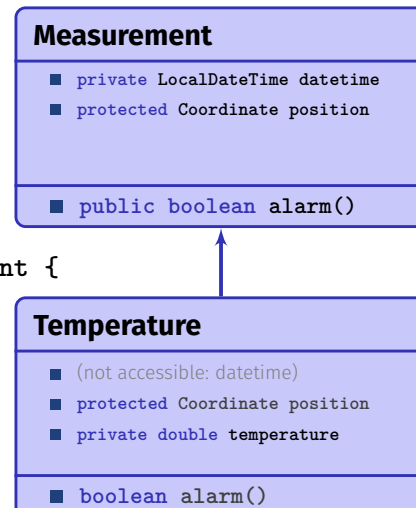 Measurement
private LocalDateTime datetime
protected Coordinate position
public boolean alarm()
nt {
Temperature
(not accessible: datetime)
protected Coordinate position
private double temperature
boolean alarm()